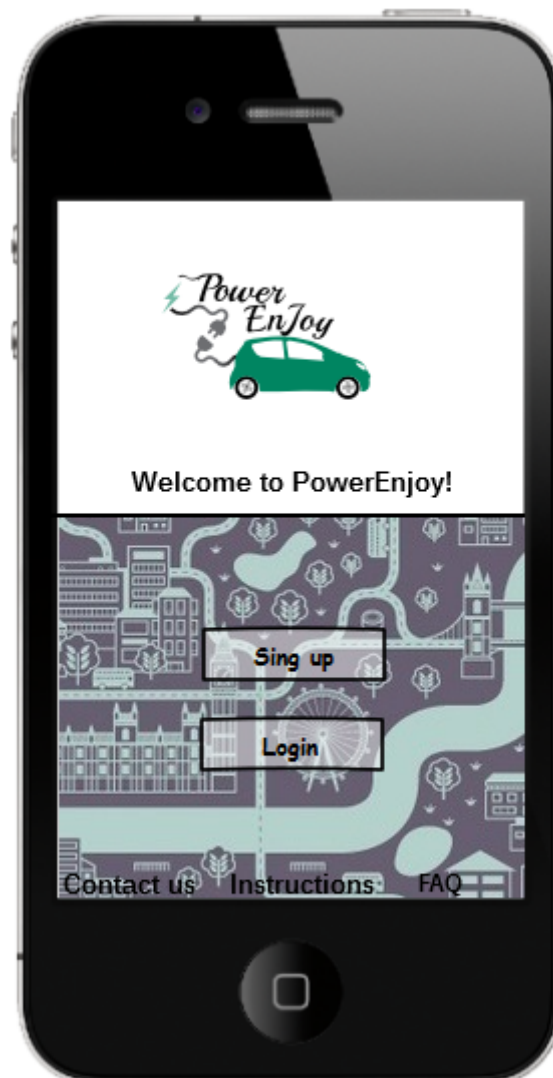 Power
EnJoy
Welcome to PowerEnjoy!
Sing up
Login
Contact us Instructions FAQ